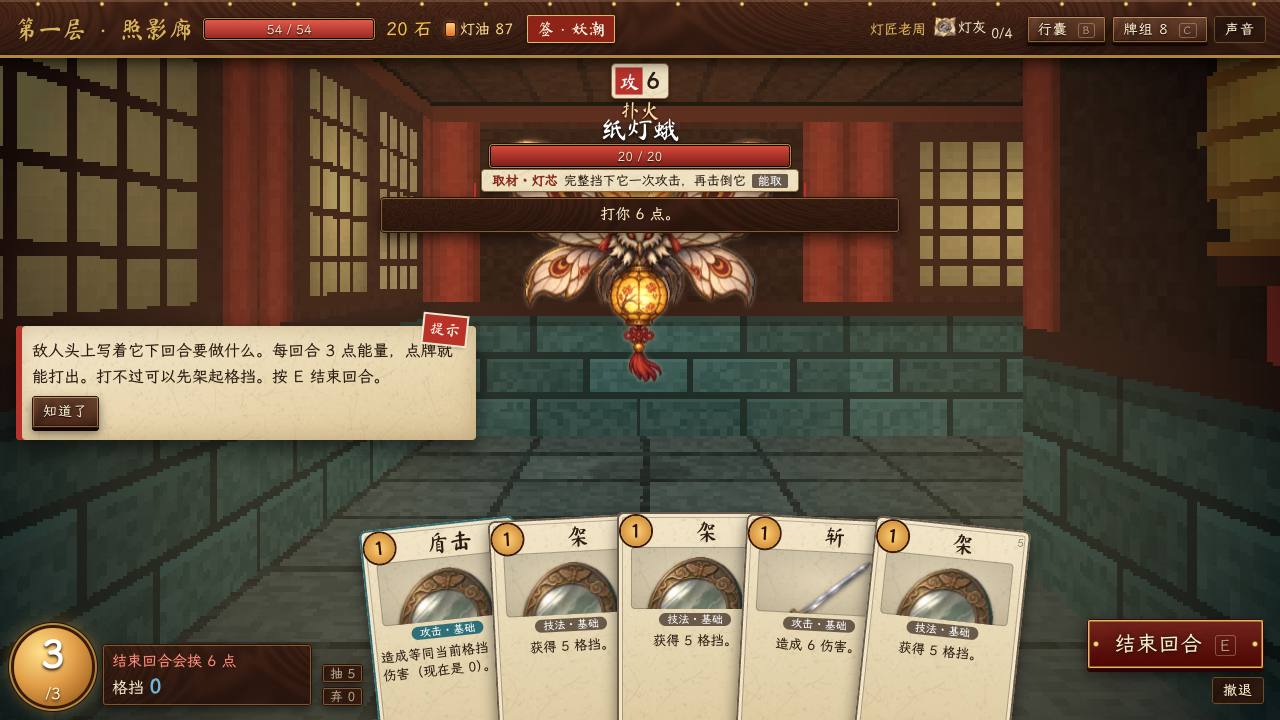 第一层 · 照影廊
54 / 54
20 石
灯油 87
签 · 妖潮
灯匠老周
灯灰 0/4
行囊 B
牌组 8 C
声音
攻 6
扑火
纸灯蛾
20 / 20
取材·灯芯 完整挡下它一次攻击，再击倒它 能取
打你 6 点。
提示
敌人头上写着它下回合要做什么。每回合 3 点能量，点牌就
能打出。打不过可以先架起格挡。按 E 结束回合。
知道了
1 盾击
攻击·基础
造成等同当前格挡
伤害（现在是 0）。
1 架
技法·基础
获得 5 格挡。
1 架
技法·基础
获得 5 格挡。
1 斩
攻击·基础
造成 6 伤害。
1 架 5
技法·基础
获得 5 格挡。
3
/3
结束回合会挨 6 点
格挡 0
抽 5
弃 0
结束回合 E
撤退